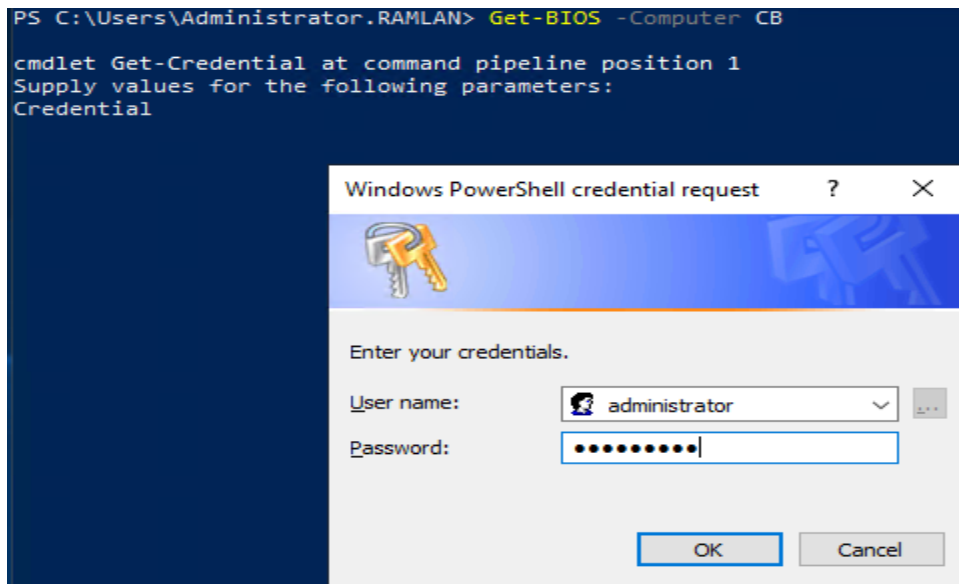 PS C:\Users\Administrator.RAMLAN> Get-BIOS -Computer CB
cmdlet Get-Credential at command pipeline position 1
Supply values for the following parameters:
Credential
Windows PowerShell credential request ? ×
Enter your credentials.
User name: administrator ...
Password: •••••••••
OK Cancel